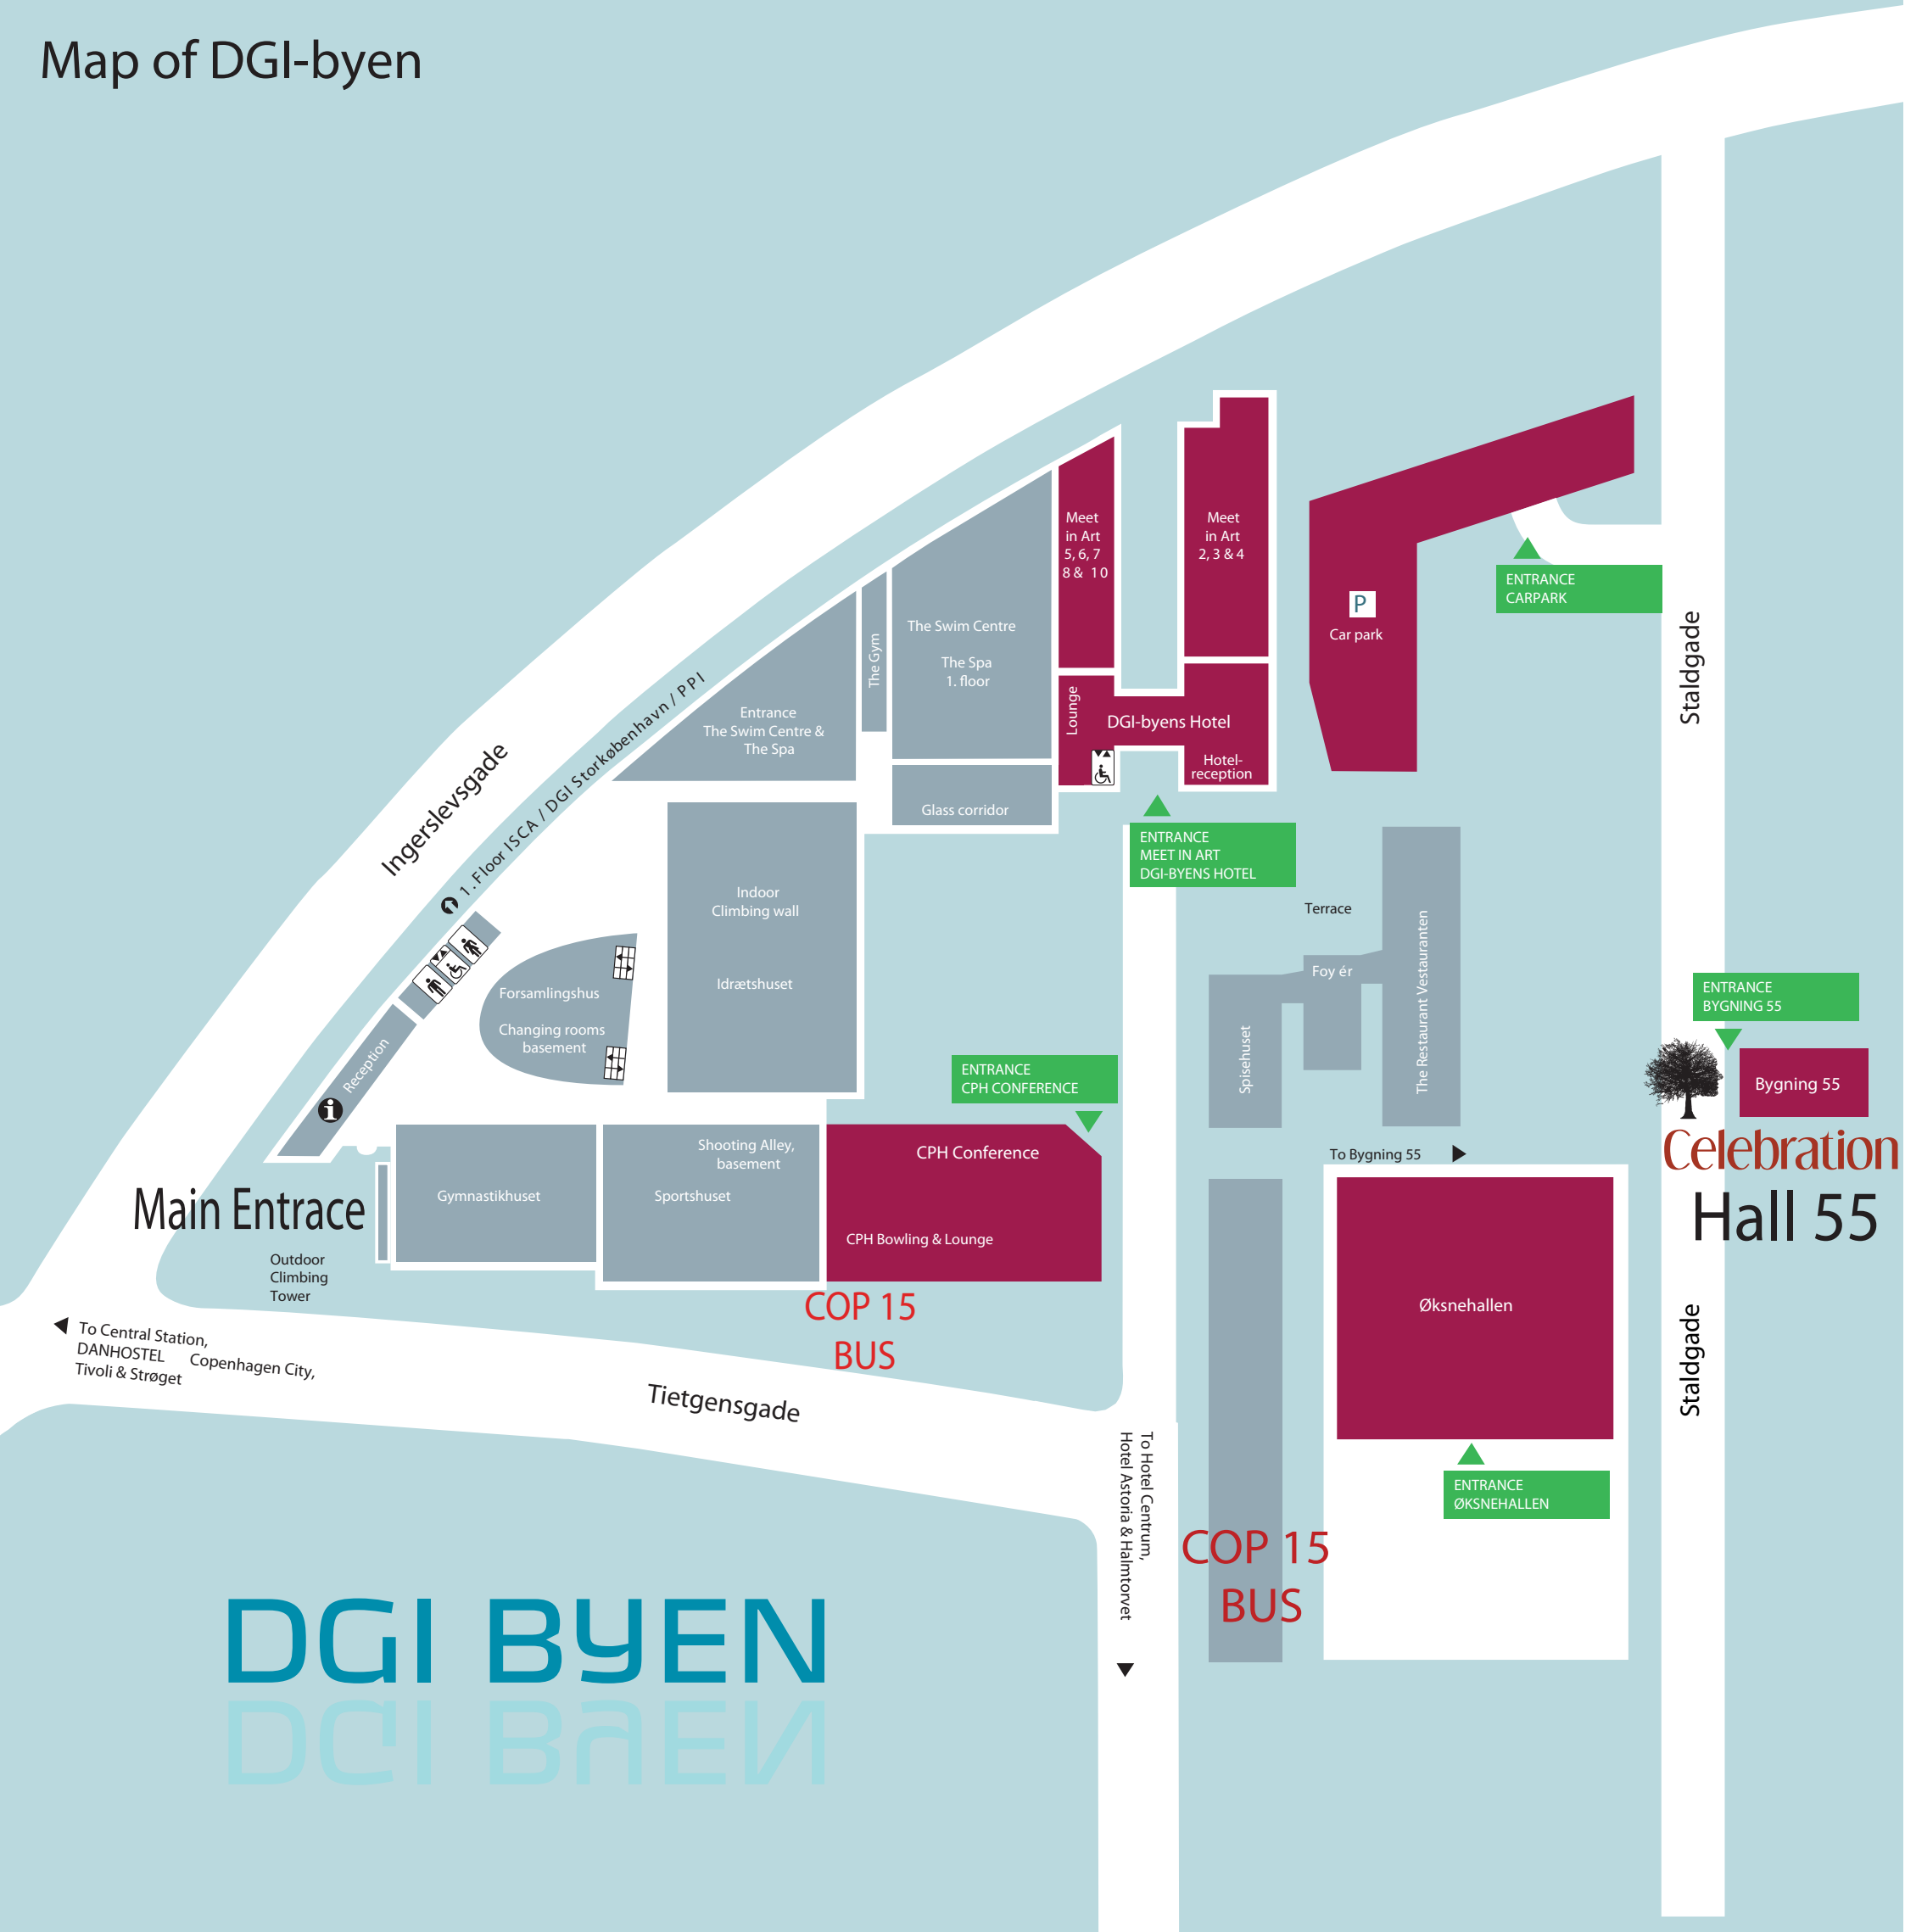 Map of DGI-byen
Meet
in Art
5, 6, 7
8 & 10
Meet
in Art
2, 3 & 4
P
Car park
ENTRANCE
CARPARK
Staldgade
The Swim Centre
The Spa
1. floor
The Gym
Entrance
The Swim Centre &
The Spa
Lounge
DGI-byens Hotel
Hotel-
reception
Glass corridor
Ingerslevsgade
1. Floor ISCA / DGI Storkøbenhavn / PPI
ENTRANCE
MEET IN ART
DGI-BYENS HOTEL
Indoor
Climbing wall
Idrætshuset
Terrace
Foy ér
The Restaurant Vestauranten
Spisehuset
Forsamlingshus
Changing rooms
basement
Reception
i
ENTRANCE
CPH CONFERENCE
ENTRANCE
BYGNING 55
Bygning 55
Celebration
Hall 55
To Bygning 55
Shooting Alley,
basement
Gymnastikhuset
Sportshuset
CPH Conference
CPH Bowling & Lounge
Main Entrace
Outdoor
Climbing
Tower
COP 15
BUS
Øksnehallen
Staldgade
To Central Station,
DANHOSTEL Copenhagen City,
Tivoli & Strøget
Tietgensgade
To Hotel Centrum,
Hotel Astoria & Halmtorvet
ENTRANCE
ØKSNEHALLEN
COP 15
BUS
DGI BYEN
DGI BYEN